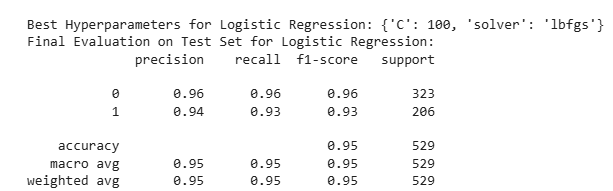 Best Hyperparameters for Logistic Regression: {'C': 100, 'solver': 'lbfgs'}
Final Evaluation on Test Set for Logistic Regression:
precision recall f1-score support
0 0.96 0.96 0.96 323
1 0.94 0.93 0.93 206
accuracy 0.95 529
macro avg 0.95 0.95 0.95 529
weighted avg 0.95 0.95 0.95 529